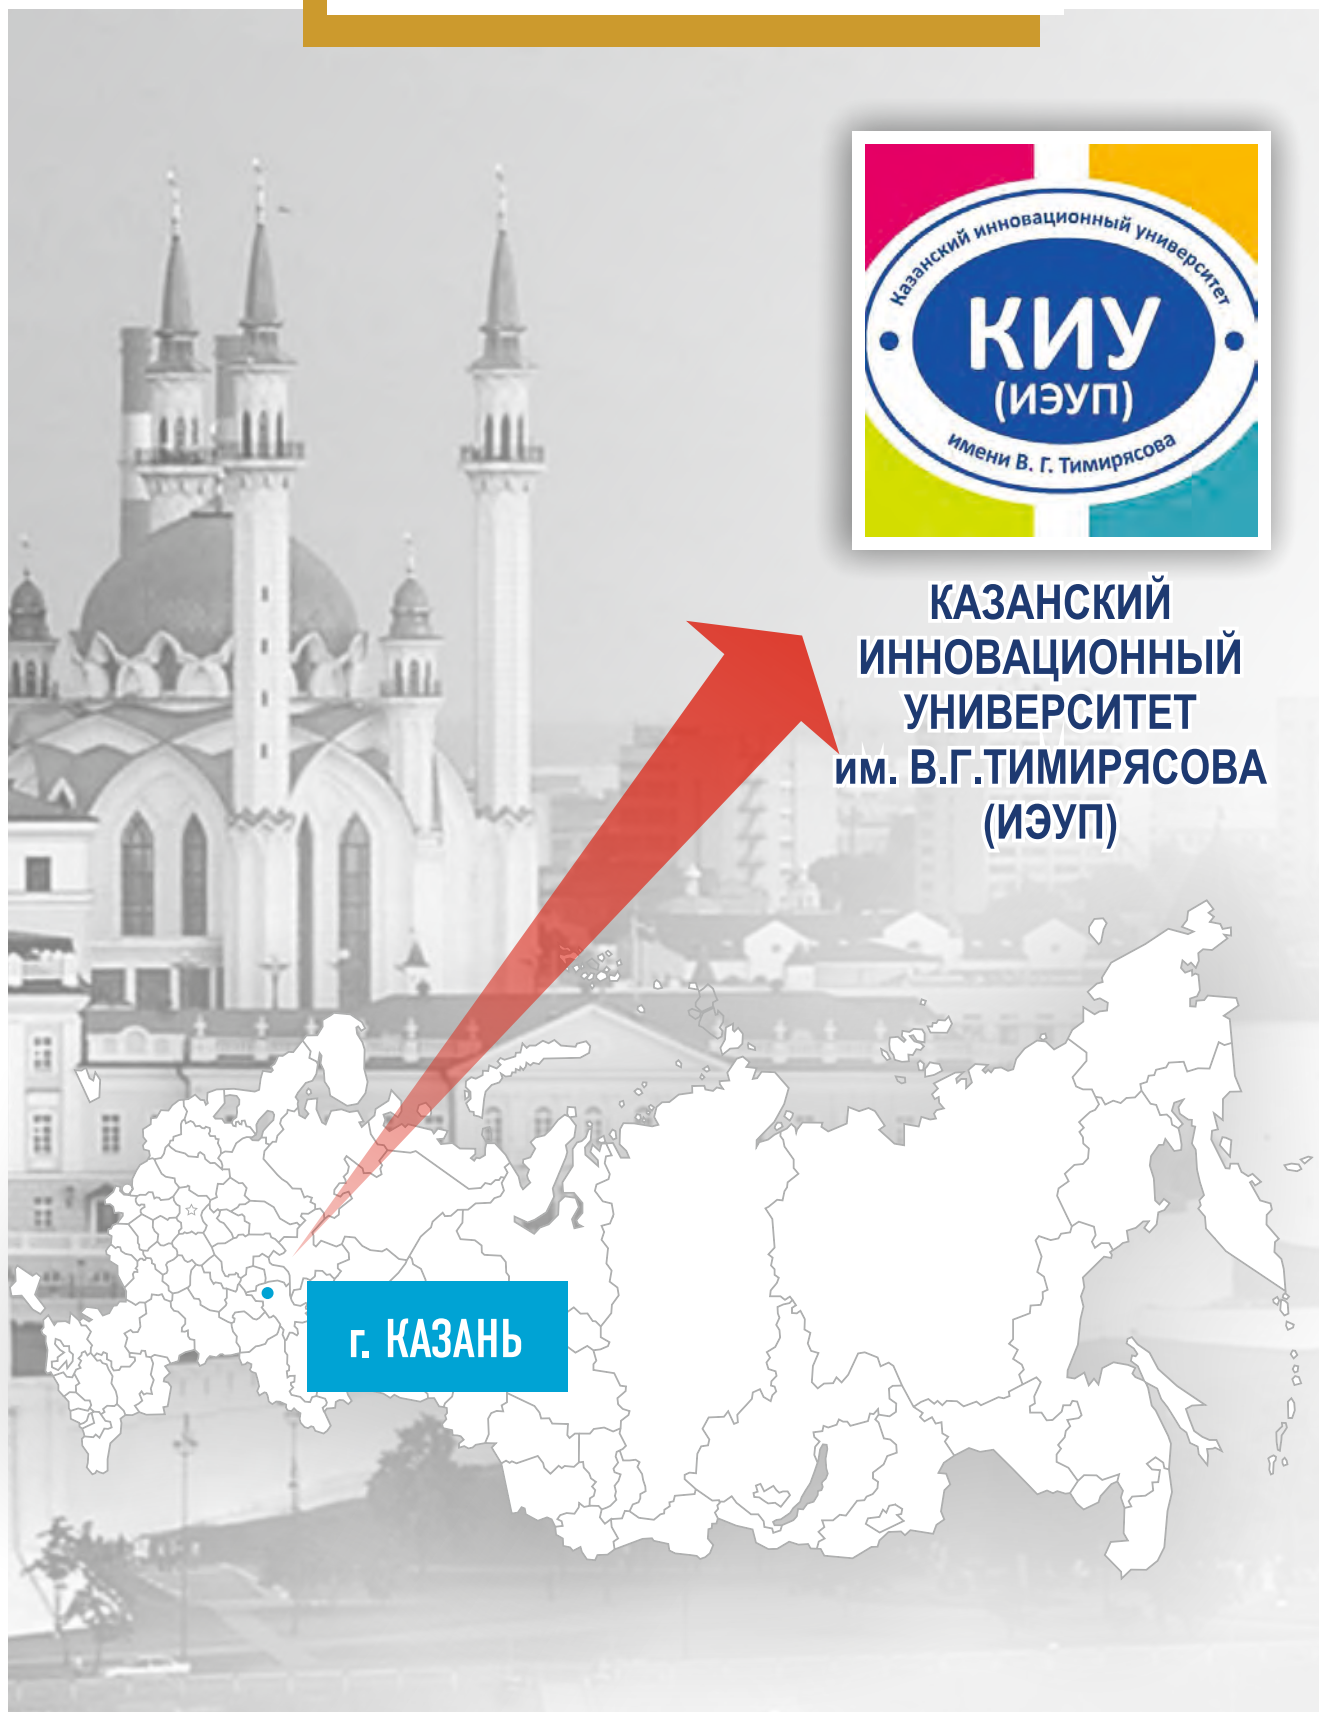 Казанский инновационный университет
КИУ
(ИЭУП)
имени В. Г. Тимирясова
КАЗАНСКИЙ
ИННОВАЦИОННЫЙ
УНИВЕРСИТЕТ
им. В.Г.ТИМИРЯСОВА
(ИЭУП)
г. КАЗАНЬ